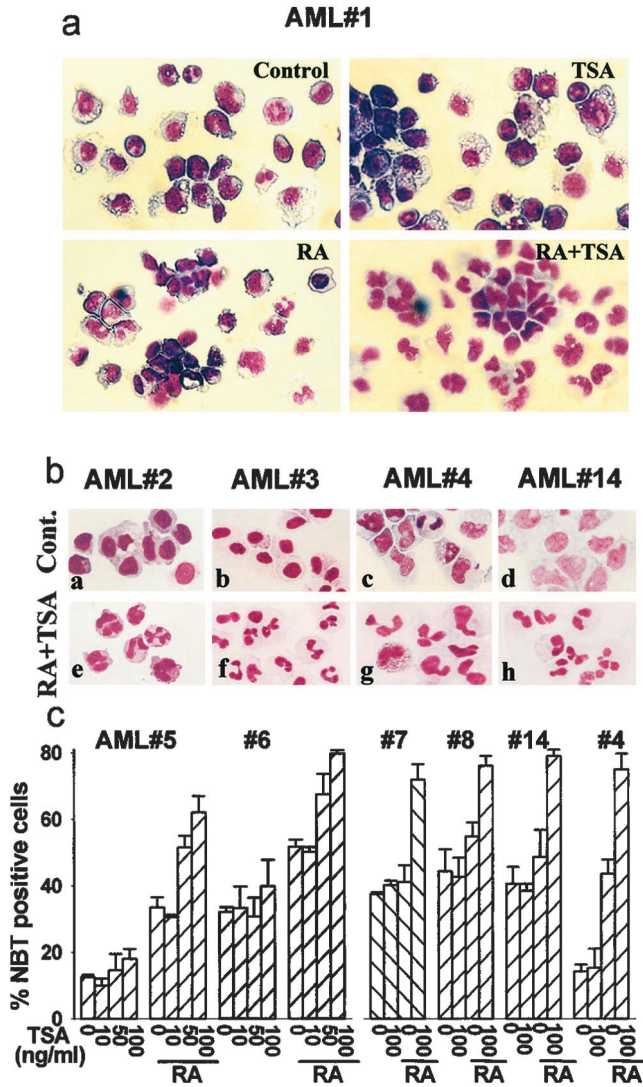 a
AML#1
Control
TSA
RA
RA+TSA
b
AML#2 AML#3 AML#4 AML#14
Cont.
a b c d
RA+TSA
e f g h
c
AML#5 #6 #7 #8 #14 #4
% NBT positive cells
80
60
40
20
0
TSA (ng/ml)
0 10 50 100 0 10 50 100 0 10 50 100 0 10 50 100 0 100 0 100 0 100 0 100 0 100 0 100 0 100 0 100
RA RA RA RA RA RA